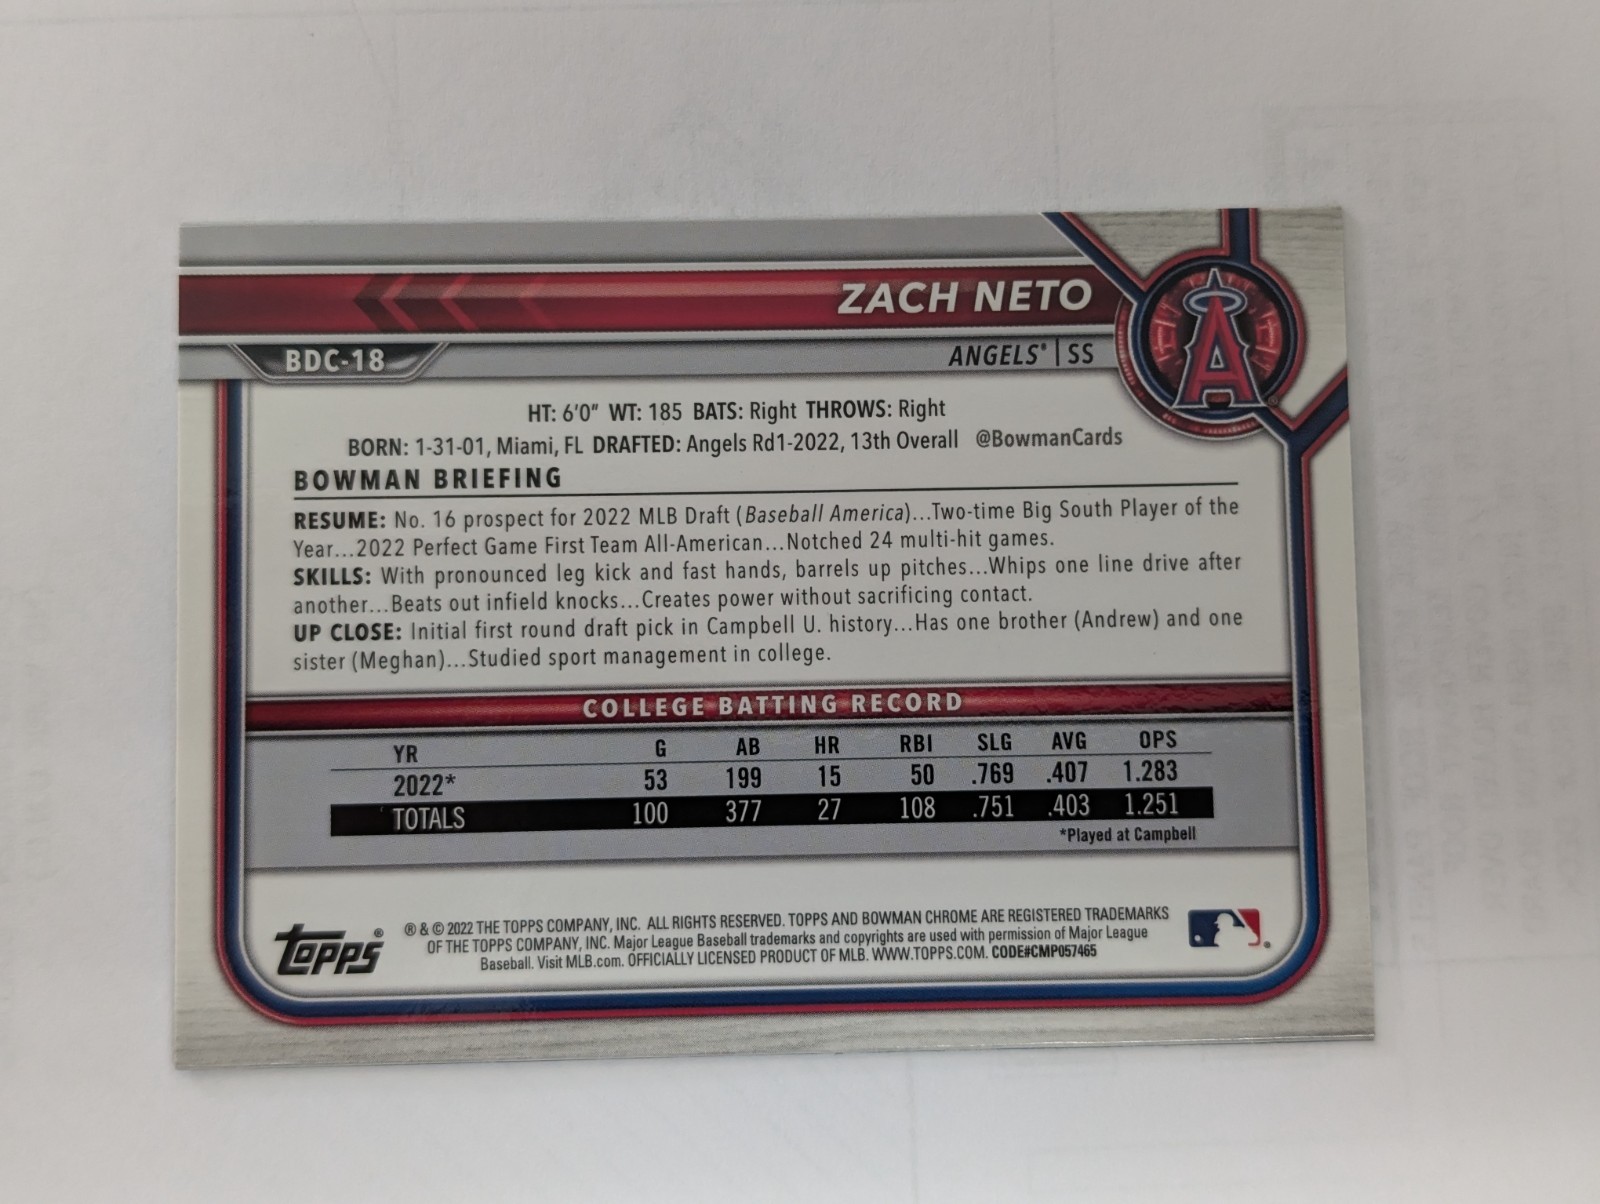 ZACH NETO
BDC-18
ANGELS® | SS
A
HT: 6'0" WT: 185 BATS: Right THROWS: Right
BORN: 1-31-01, Miami, FL DRAFTED: Angels Rd1-2022, 13th Overall @BowmanCards
BOWMAN BRIEFING
RESUME: No. 16 prospect for 2022 MLB Draft (Baseball America)...Two-time Big South Player of the
Year...2022 Perfect Game First Team All-American...Notched 24 multi-hit games.
SKILLS: With pronounced leg kick and fast hands, barrels up pitches...Whips one line drive after
another...Beats out infield knocks...Creates power without sacrificing contact.
UP CLOSE: Initial first round draft pick in Campbell U. history...Has one brother (Andrew) and one
sister (Meghan)...Studied sport management in college.
COLLEGE BATTING RECORD
YR G AB HR RBI SLG AVG OPS
2022* 53 199 15 50 .769 .407 1.283
TOTALS 100 377 27 108 .751 .403 1.251
*Played at Campbell
Topps®
® & © 2022 THE TOPPS COMPANY, INC. ALL RIGHTS RESERVED. TOPPS AND BOWMAN CHROME ARE REGISTERED TRADEMARKS
OF THE TOPPS COMPANY, INC. Major League Baseball trademarks and copyrights are used with permission of Major League
Baseball. Visit MLB.com. OFFICIALLY LICENSED PRODUCT OF MLB. WWW.TOPPS.COM. CODE#CMP057465